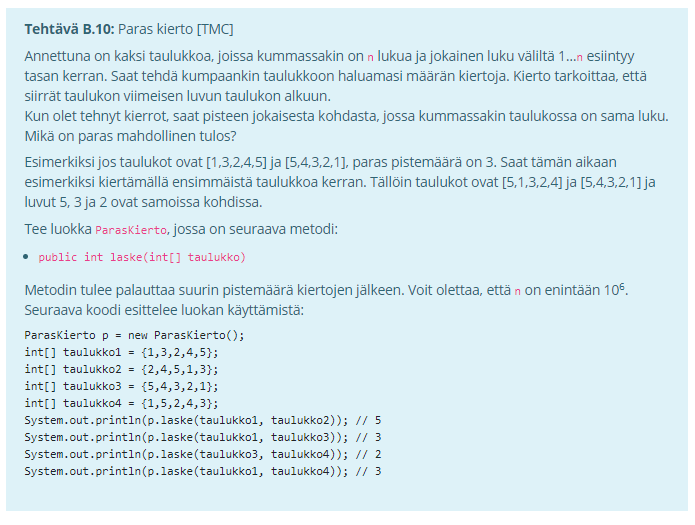 Tehtävä B.10: Paras kierto [TMC]
Annettuna on kaksi taulukkoa, joissa kummassakin on n lukua ja jokainen luku väliltä 1...n esiintyy
tasan kerran. Saat tehdä kumpaankin taulukkoon haluamasi määrän kiertoja. Kierto tarkoittaa, että
siirrät taulukon viimeisen luvun taulukon alkuun.
Kun olet tehnyt kierrot, saat pisteen jokaisesta kohdasta, jossa kummassakin taulukossa on sama luku.
Mikä on paras mahdollinen tulos?
Esimerkiksi jos taulukot ovat [1,3,2,4,5] ja [5,4,3,2,1], paras pistemäärä on 3. Saat tämän aikaan
esimerkiksi kiertämällä ensimmäistä taulukkoa kerran. Tällöin taulukot ovat [5,1,3,2,4] ja [5,4,3,2,1] ja
luvut 5, 3 ja 2 ovat samoissa kohdissa.
Tee luokka ParasKierto, jossa on seuraava metodi:
• public int laske(int[] taulukko)
Metodin tulee palauttaa suurin pistemäärä kiertojen jälkeen. Voit olettaa, että n on enintään 10⁶.
Seuraava koodi esittelee luokan käyttämistä:
ParasKierto p = new ParasKierto();
int[] taulukko1 = {1,3,2,4,5};
int[] taulukko2 = {2,4,5,1,3};
int[] taulukko3 = {5,4,3,2,1};
int[] taulukko4 = {1,5,2,4,3};
System.out.println(p.laske(taulukko1, taulukko2)); // 5
System.out.println(p.laske(taulukko1, taulukko3)); // 3
System.out.println(p.laske(taulukko3, taulukko4)); // 2
System.out.println(p.laske(taulukko1, taulukko4)); // 3